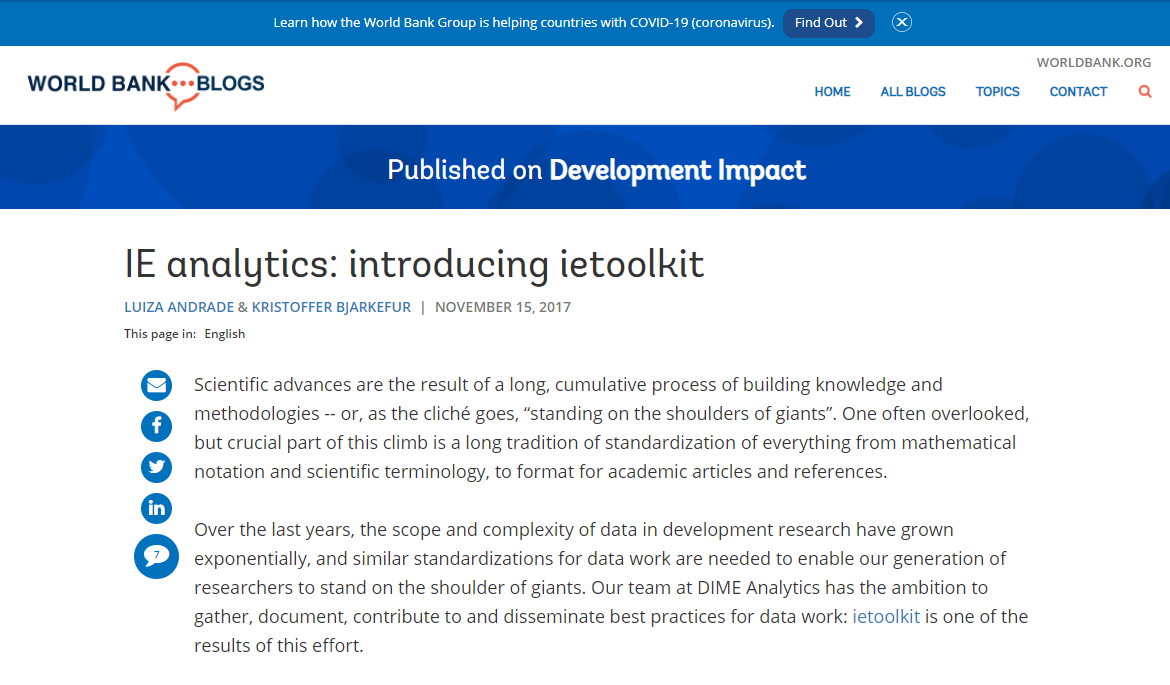 Learn how the World Bank Group is helping countries with COVID-19 (coronavirus). Find Out
WORLDBANK.ORG
WORLD BANK BLOGS
HOME ALL BLOGS TOPICS CONTACT
Published on Development Impact
IE analytics: introducing ietoolkit
LUIZA ANDRADE & KRISTOFFER BJARKEFUR | NOVEMBER 15, 2017
This page in: English
Scientific advances are the result of a long, cumulative process of building knowledge and
methodologies -- or, as the cliché goes, “standing on the shoulders of giants”. One often overlooked,
but crucial part of this climb is a long tradition of standardization of everything from mathematical
notation and scientific terminology, to format for academic articles and references.
Over the last years, the scope and complexity of data in development research have grown
exponentially, and similar standardizations for data work are needed to enable our generation of
researchers to stand on the shoulder of giants. Our team at DIME Analytics has the ambition to
gather, document, contribute to and disseminate best practices for data work: ietoolkit is one of the
results of this effort.
7